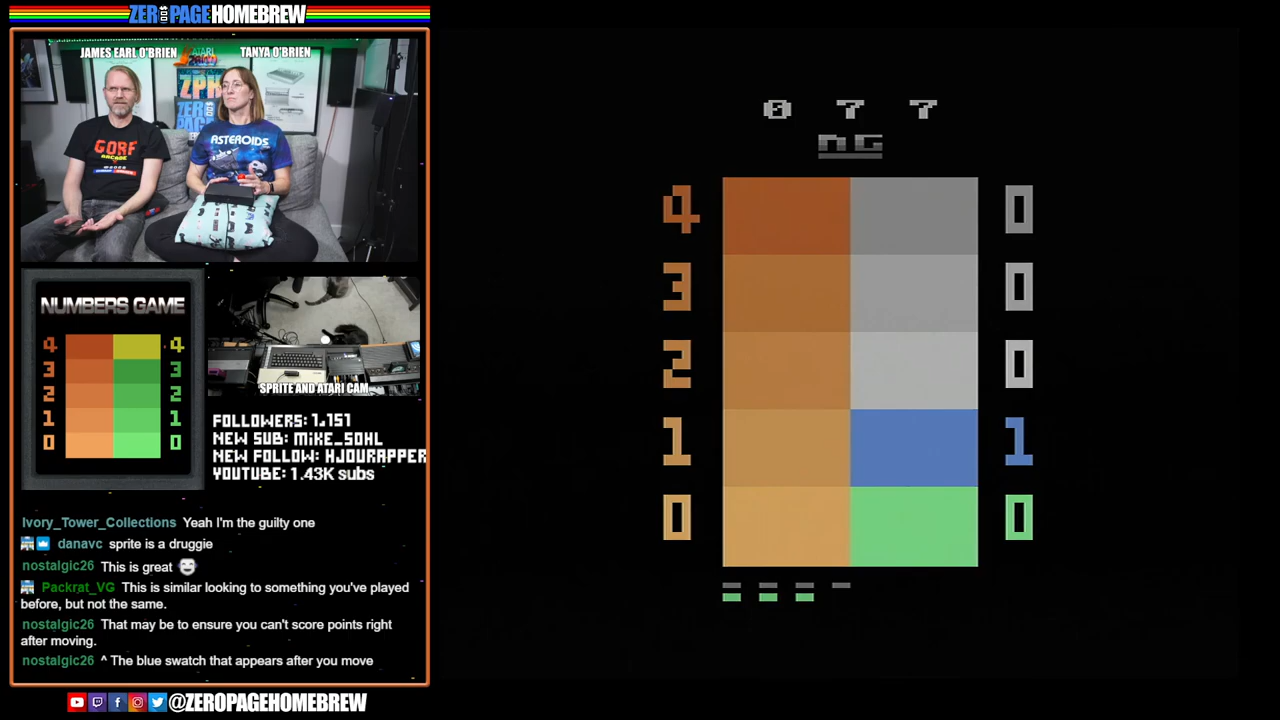 ZEROPAGEHOMEBREW
JAMES EARL O'BRIEN
TANYA O'BRIEN
ATARI
ZPH
ZERO
PAGE
GORF
ARCADE
ASTEROIDS
NUMBERS GAME
4 4
3 3
2 2
1 1
0 0
SPRITE AND ATARI CAM
FOLLOWERS: 1,151
NEW SUB: MIKE_SOHL
NEW FOLLOW: HJOURAPPER
YOUTUBE: 1.43K subs
Ivory_Tower_Collections Yeah I'm the guilty one
danavc sprite is a druggie
nostalgic26 This is great
Packrat_VG This is similar looking to something you've played
before, but not the same.
nostalgic26 That may be to ensure you can't score points right
after moving.
nostalgic26 ^ The blue swatch that appears after you move
@ZEROPAGEHOMEBREW
7 7
NG
4 0
3 0
2 0
1 1
0 0